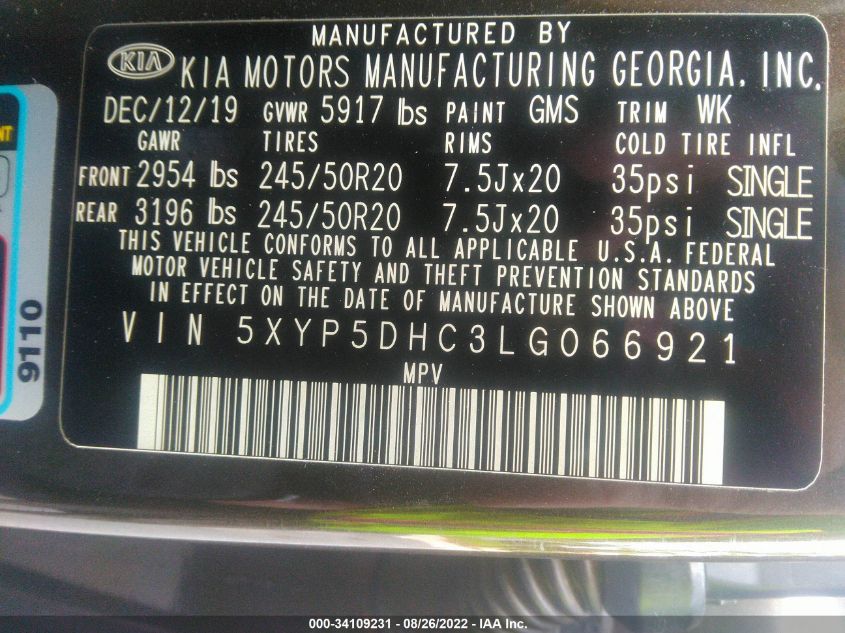 MANUFACTURED BY
KIA KIA MOTORS MANUFACTURING GEORGIA, INC.
DEC/12/19 GVWR 5917 lbs PAINT GMS TRIM WK
GAWR TIRES RIMS COLD TIRE INFL
FRONT 2954 lbs 245/50R20 7.5Jx20 35psi SINGLE
REAR 3196 lbs 245/50R20 7.5Jx20 35psi SINGLE
THIS VEHICLE CONFORMS TO ALL APPLICABLE U.S.A. FEDERAL
MOTOR VEHICLE SAFETY AND THEFT PREVENTION STANDARDS
IN EFFECT ON THE DATE OF MANUFACTURE SHOWN ABOVE
VIN 5XYP5DHC3LG066921
MPV
9110
000-34109231 - 08/26/2022 - IAA Inc.